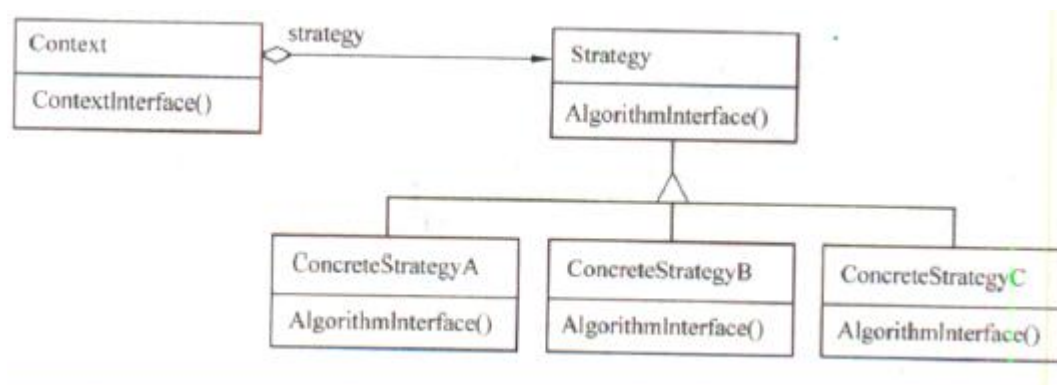 Context
strategy
Strategy
ContextInterface()
AlgorithmInterface()
ConcreteStrategyA
ConcreteStrategyB
ConcreteStrategyC
AlgorithmInterface()
AlgorithmInterface()
AlgorithmInterface()